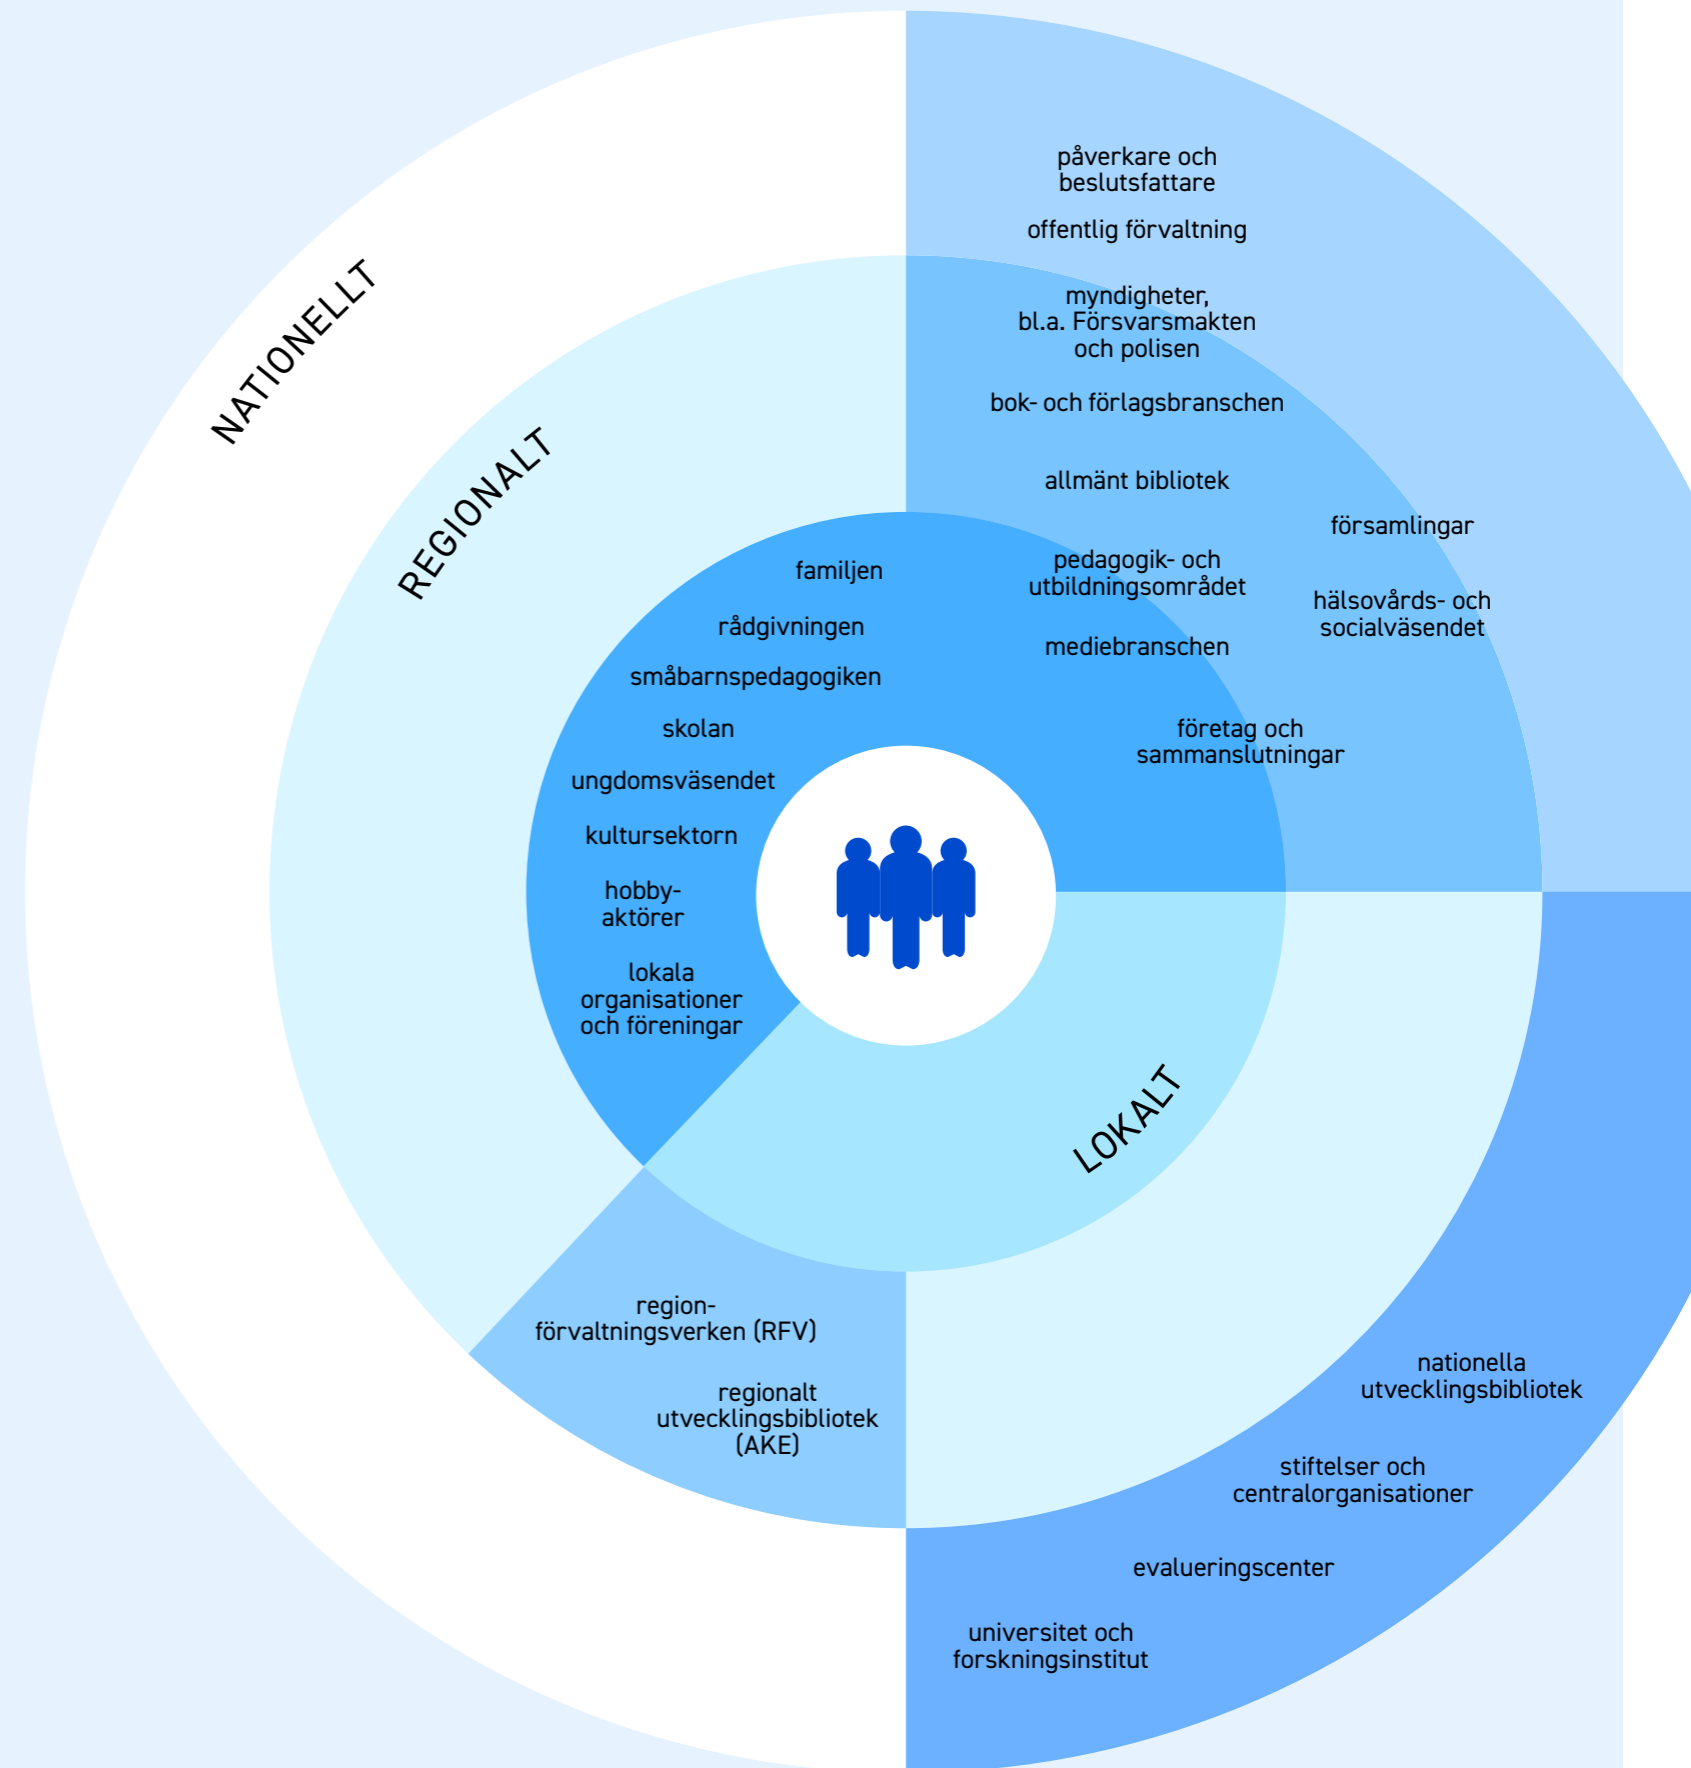 NATIONELLT
REGIONALT
LOKALT
påverkare och
beslutsfattare
offentlig förvaltning
myndigheter,
bl.a. Försvarsmakten
och polisen
bok- och förlagsbranschen
allmänt bibliotek
församlingar
pedagogik- och
utbildningsområdet
hälsovårds- och
socialväsendet
mediebranschen
företag och
sammanslutningar
familjen
rådgivningen
småbarnspedagogiken
skolan
ungdomsväsendet
kultursektorn
hobby-
aktörer
lokala
organisationer
och föreningar
region-
förvaltningsverken (RFV)
regionalt
utvecklingsbibliotek
(AKE)
nationella
utvecklingsbibliotek
stiftelser och
centralorganisationer
evalueringscenter
universitet och
forskningsinstitut